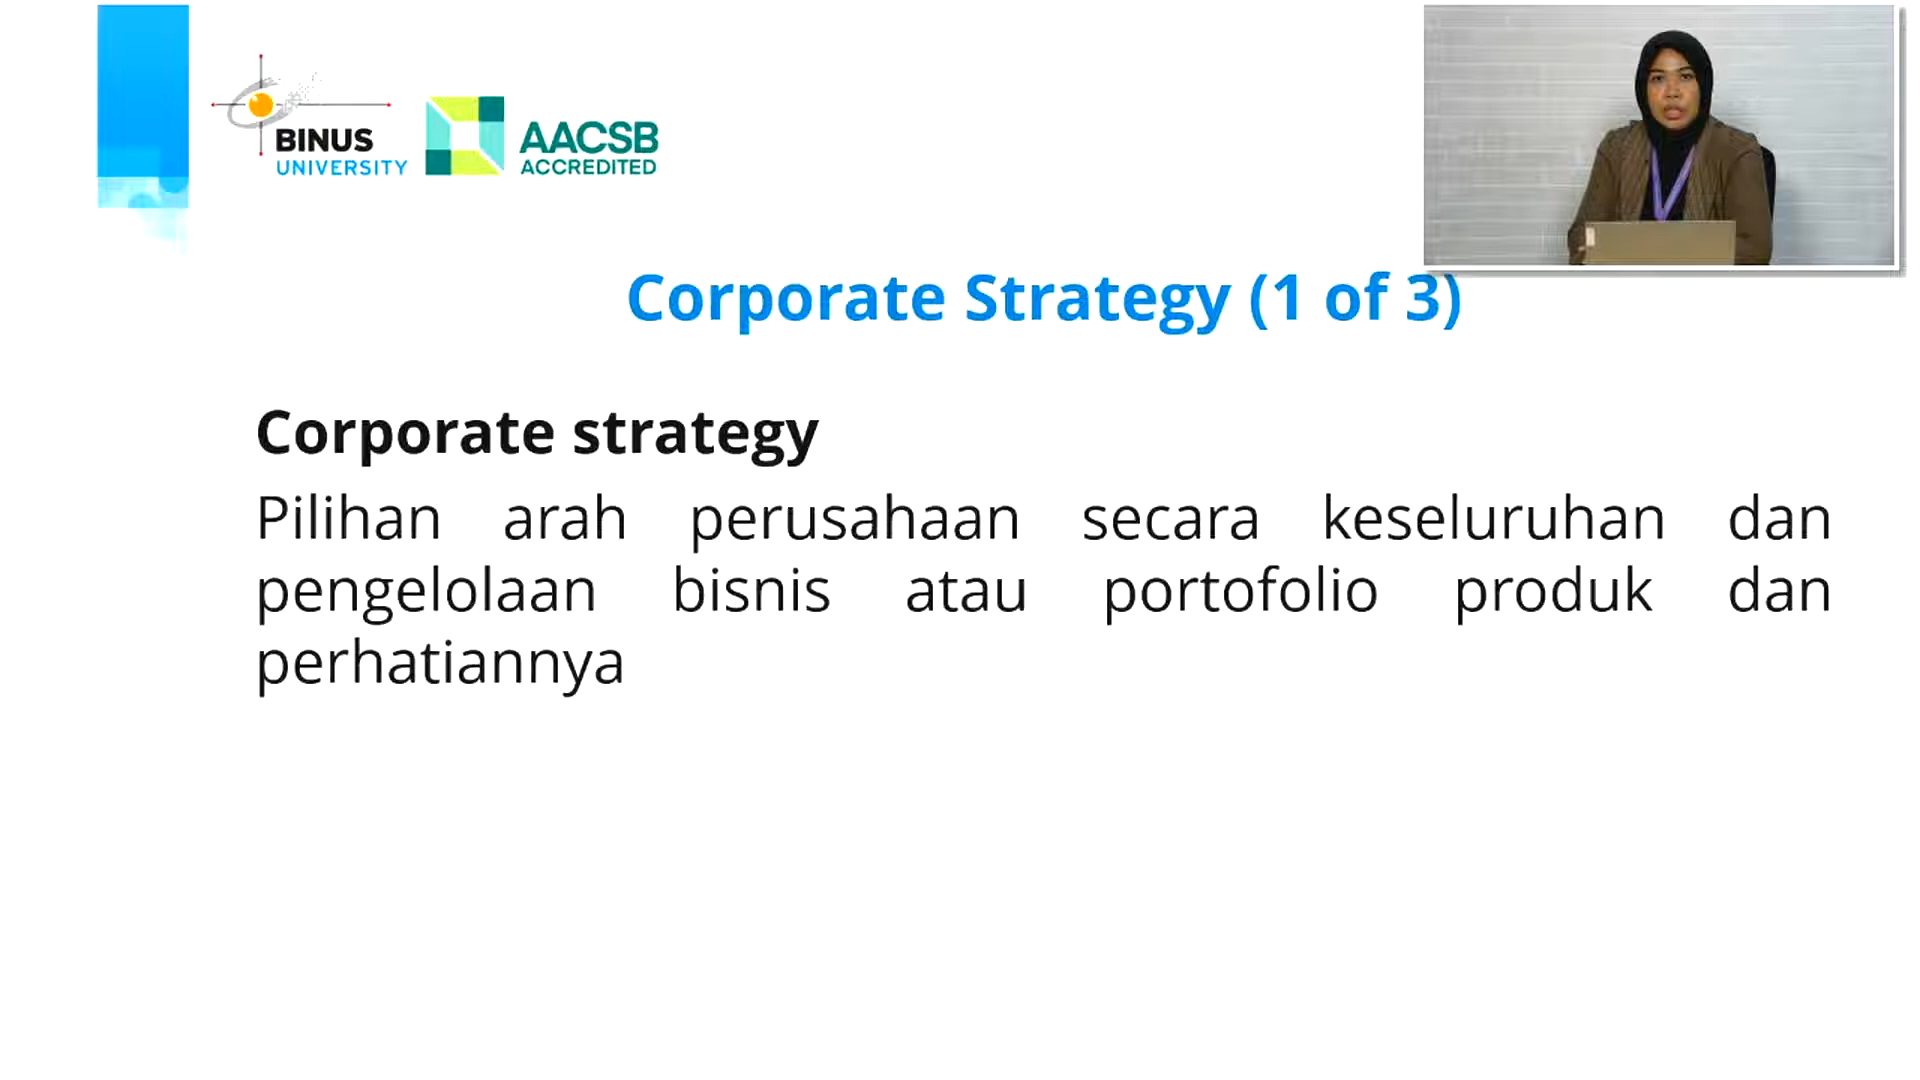 BINUS
UNIVERSITY
AACSB
ACCREDITED
Corporate Strategy (1 of 3)
Corporate strategy
Pilihan arah perusahaan secara keseluruhan dan
pengelolaan bisnis atau portofolio produk dan
perhatiannya